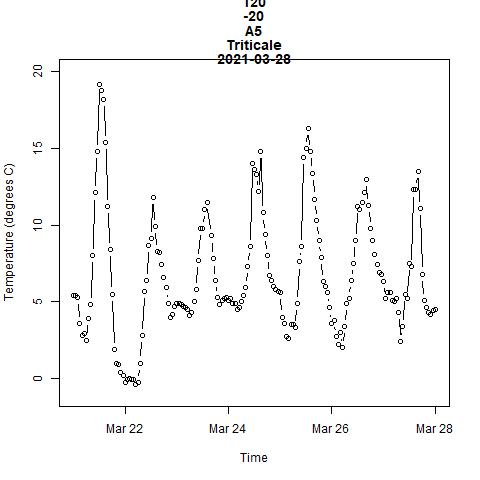 120
-20
A5
Triticale
2021-03-28
Temperature (degrees C)
20
15
10
5
0
Mar 22
Mar 24
Mar 26
Mar 28
Time